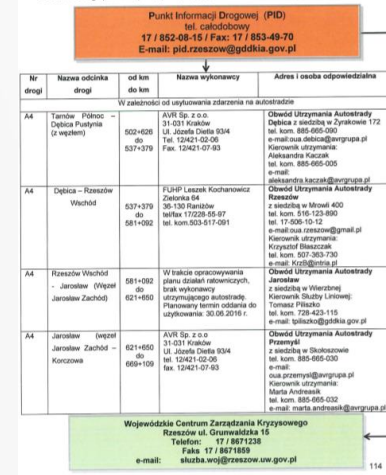 Punkt Informacji Drogowej (PID)
tel. całodobowy
17 / 852-08-15 / Fax: 17 / 853-49-70
E-mail: pid.rzeszow@gddkia.gov.pl
Nr drogi
Nazwa odcinka drogi
od km do km
Nazwa wykonawcy
Adres i osoba odpowiedzialna
W zależności od usytuowania zdarzenia na autostradzie
A4
Tarnów Północ –
Dębica Pustynia
(z węzłem)
502+626
do
537+379
AVR Sp. z o.o
31-031 Kraków
Ul. Józefa Dietla 93/4
Tel. 12/421-02-06
Fax. 12/421-07-93
Obwód Utrzymania Autostrady
Dębica z siedzibą w Żyrakowie 172
tel. kom. 885-665-090
e-mail:oua.debica@avrgrupa.pl
Kierownik utrzymania:
Aleksandra Kaczak
tel. kom. 885-665-005
e-mail:
aleksandra.kaczak@avrgrupa.pl
A4
Dębica – Rzeszów
Wschód
537+379
do
581+092
FUHP Leszek Kochanowicz
Zielonka 64
36-130 Raniżów
tel/fax 17/228-55-97
tel. kom.503-517-091
Obwód Utrzymania Autostrady
Rzeszów
z siedzibą w Mrowli 400
tel. kom. 516-123-890
tel. 17-506-10-12
e-mail:oua.rzeszow@gmail.pl
Kierownik utrzymania:
Krzysztof Błaszczak
tel. kom. 507-363-730
e-mail: KrzB@intria.pl
A4
Rzeszów Wschód
- Jarosław (Węzeł
Jarosław Zachód)
581+092
do
621+650
W trakcie opracowywania
planu działań ratowniczych,
brak wykonawcy
utrzymującego autostradę.
Planowany termin oddania do
użytkowania: 30.06.2016 r.
Obwód Utrzymania Autostrady
Jarosław
z siedzibą w Wierzbnej
Kierownik Służby Liniowej:
Tomasz Piliszko
tel. kom. 728-423-115
e-mail: tpiliszko@gddkia.gov.pl
A4
Jarosław (węzeł
Jarosław Zachód –
Korczowa
621+650
do
669+109
AVR Sp. z o.o
31-031 Kraków
Ul. Józefa Dietla 93/4
tel. 12/421-02-06
fax. 12/421-07-93
Obwód Utrzymania Autostrady
Przemyśl
z siedzibą w Skołoszowie
tel. kom. 885-665-030
e-mail:
oua.przemysl@avrgrupa.pl
Kierownik utrzymania:
Marta Andreasik
tel. kom. 885-665-032
e-mail: marta.andreasik@avrgrupa.pl
Wojewódzkie Centrum Zarządzania Kryzysowego
Rzeszów ul. Grunwaldzka 15
Telefon: 17 / 8671238
Faks 17 / 8671859
e-mail: sluzba.woj@rzeszow.uw.gov.pl
114